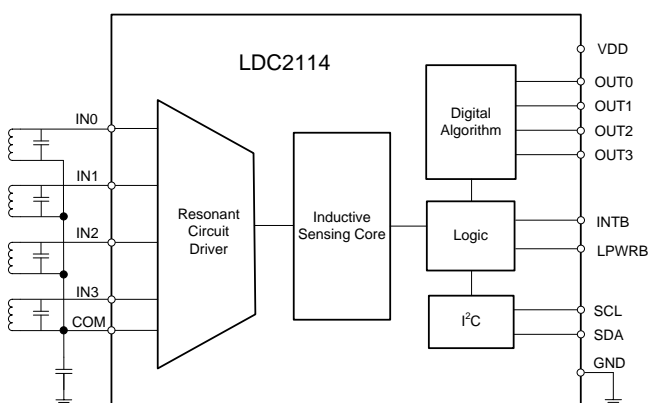 LDC2114
VDD
OUT0
OUT1
OUT2
OUT3
Digital
Algorithm
IN0
IN1
IN2
IN3
COM
Resonant
Circuit
Driver
Inductive
Sensing Core
Logic
INTB
LPWRB
I²C
SCL
SDA
GND